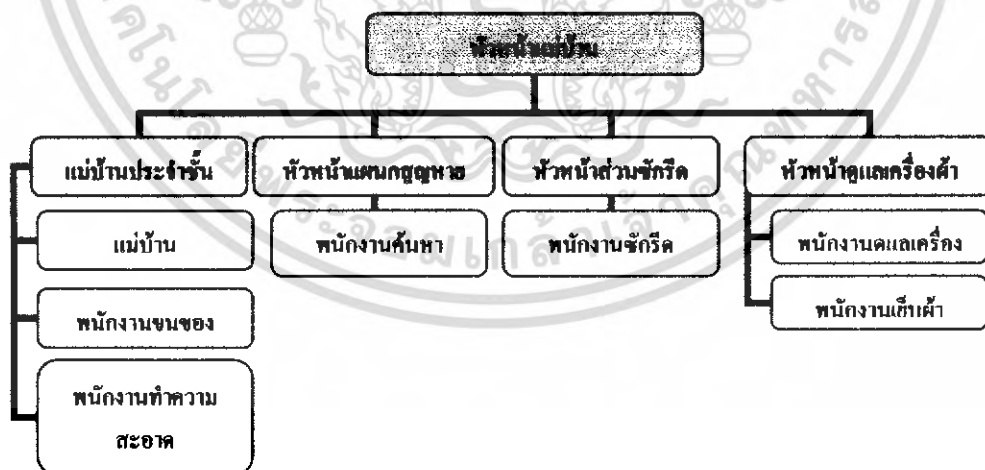 หัวหน้าแม่บ้าน
แม่บ้านประจำชั้น
หัวหน้าแผนกสูญหาย
หัวหน้าส่วนซักรีด
หัวหน้าดูแลเครื่องผ้า
แม่บ้าน
พนักงานค้นหา
พนักงานซักรีด
พนักงานดูแลเครื่อง
พนักงานขนของ
พนักงานเย็บผ้า
พนักงานทำความ
สะอาด